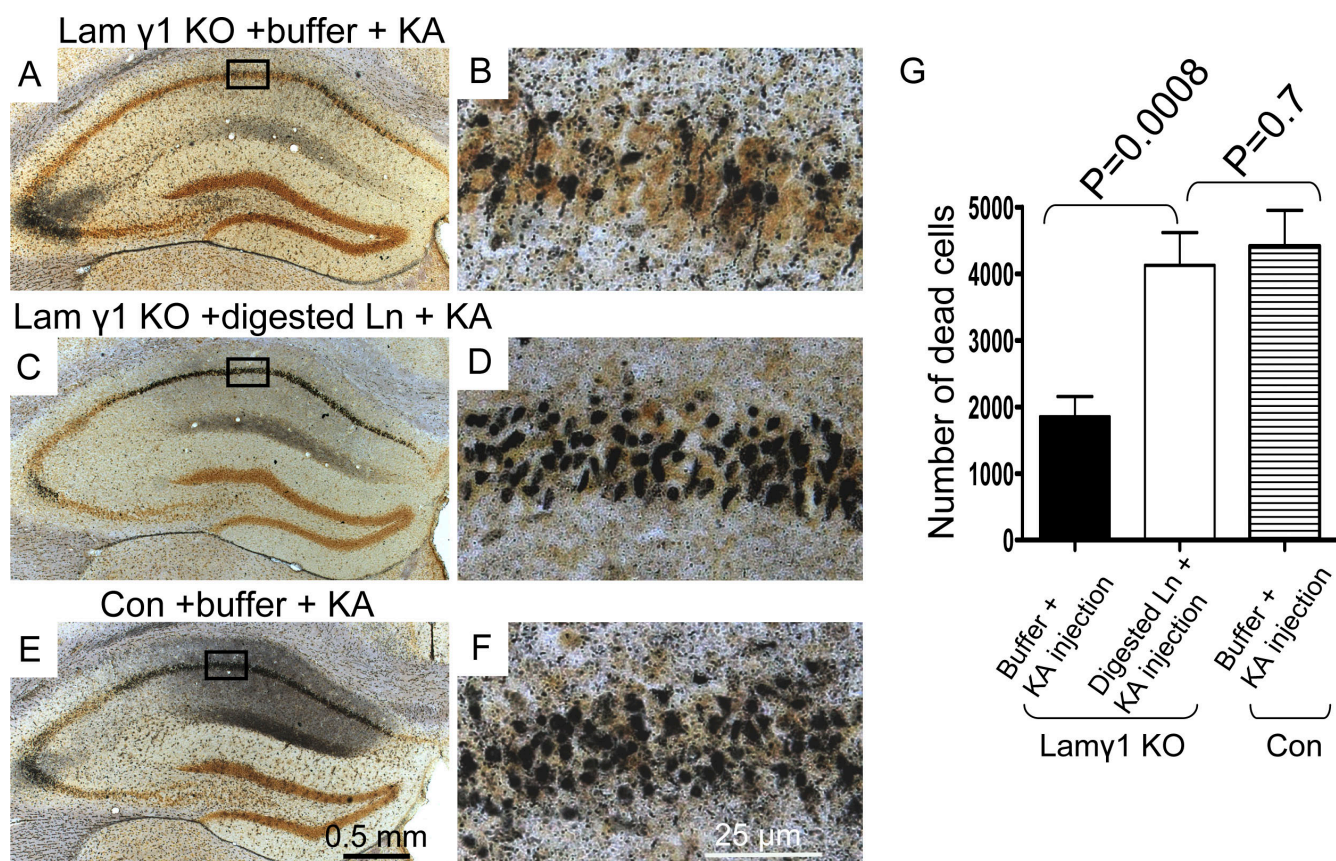 Lam γ1 KO +buffer + KA
A
B
Lam γ1 KO +digested Ln + KA
C
D
Con +buffer + KA
E
0.5 mm
F
25 µm
G
P=0.0008
P=0.7
Number of dead cells
5000
4000
3000
2000
1000
0
Buffer +
KA injection
Digested Ln +
KA injection
Buffer +
KA injection
Lamγ1 KO
Con